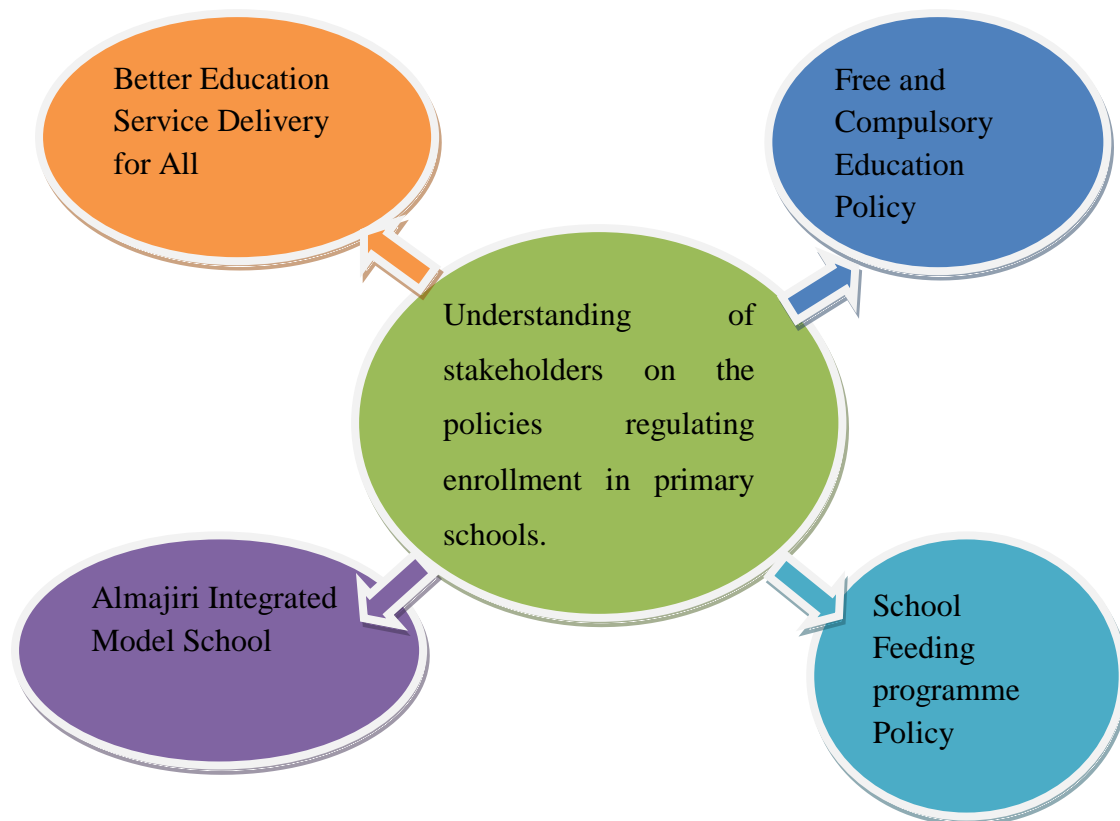 Better Education
Service Delivery
for All
Free and
Compulsory
Education
Policy
Understanding of
stakeholders on the
policies regulating
enrollment in primary
schools.
Almajiri Integrated
Model School
School
Feeding
programme
Policy